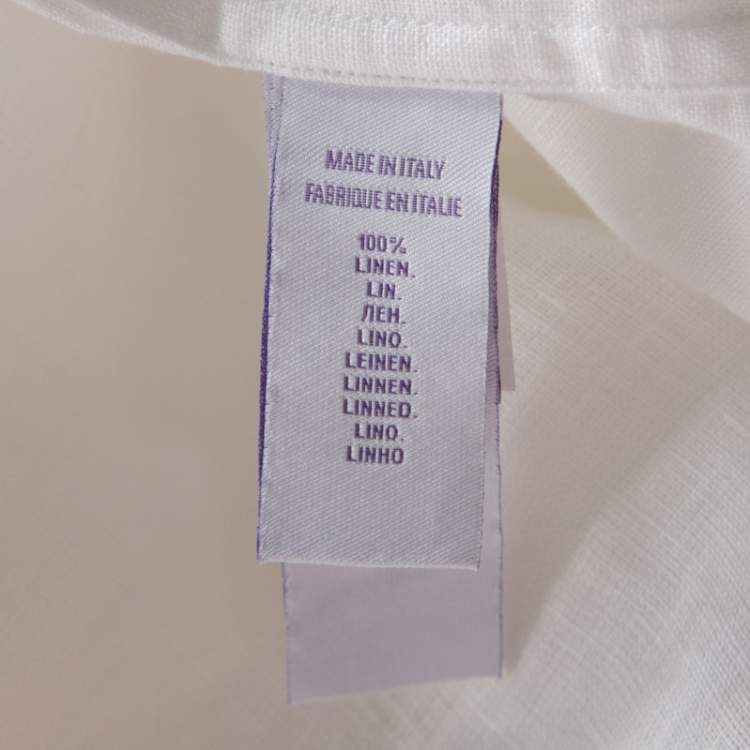 MADE IN ITALY
FABRIQUE EN ITALIE
100%
LINEN.
LIN.
ЛЕН.
LINO.
LEINEN.
LINNEN.
LINNED.
LINO.
LINHO